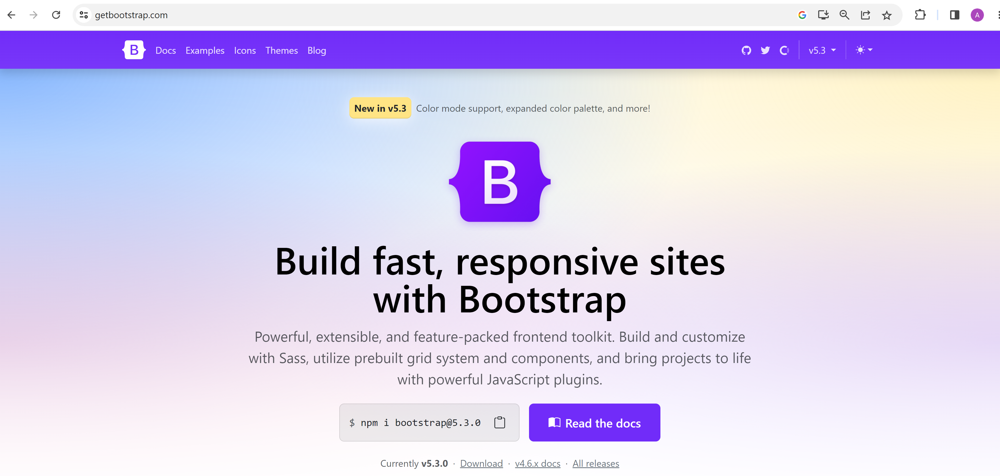 getbootstrap.com
A
B Docs Examples Icons Themes Blog v5.3
New in v5.3 Color mode support, expanded color palette, and more!
B
Build fast, responsive sites
with Bootstrap
Powerful, extensible, and feature-packed frontend toolkit. Build and customize
with Sass, utilize prebuilt grid system and components, and bring projects to life
with powerful JavaScript plugins.
$ npm i bootstrap@5.3.0 Read the docs
Currently v5.3.0 · Download · v4.6.x docs · All releases